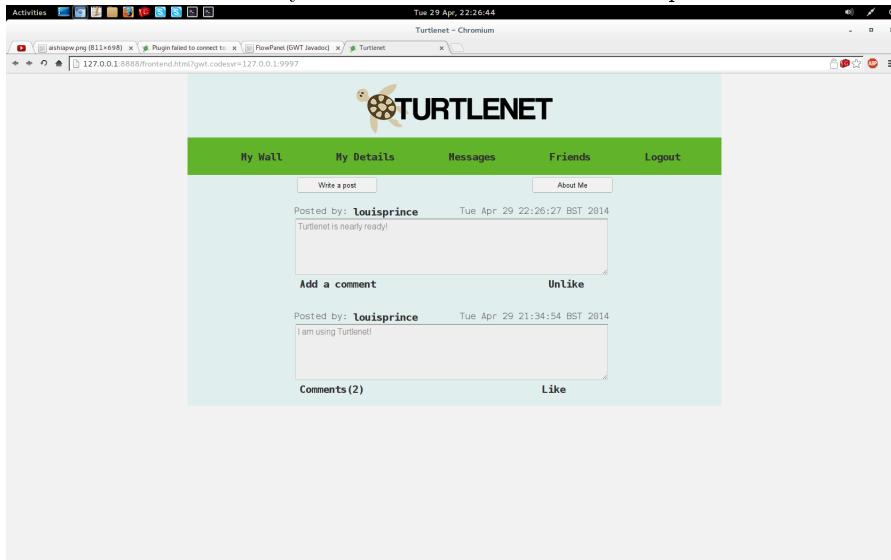 Activities
Tue 29 Apr, 22:26:44
Turtlenet - Chromium
aishiapw.png (811×698) x
Plugin failed to connect to x
FlowPanel (GWT Javadoc) x
Turtlenet x
127.0.0.1:8888/frontend.html?gwt.codesvr=127.0.0.1:9997
TURTLENET
My Wall My Details Messages Friends Logout
Write a post About Me
Posted by: louisprince Tue Apr 29 22:26:27 BST 2014
Turtlenet is nearly ready!
Add a comment Unlike
Posted by: louisprince Tue Apr 29 21:34:54 BST 2014
I am using Turtlenet!
Comments(2) Like